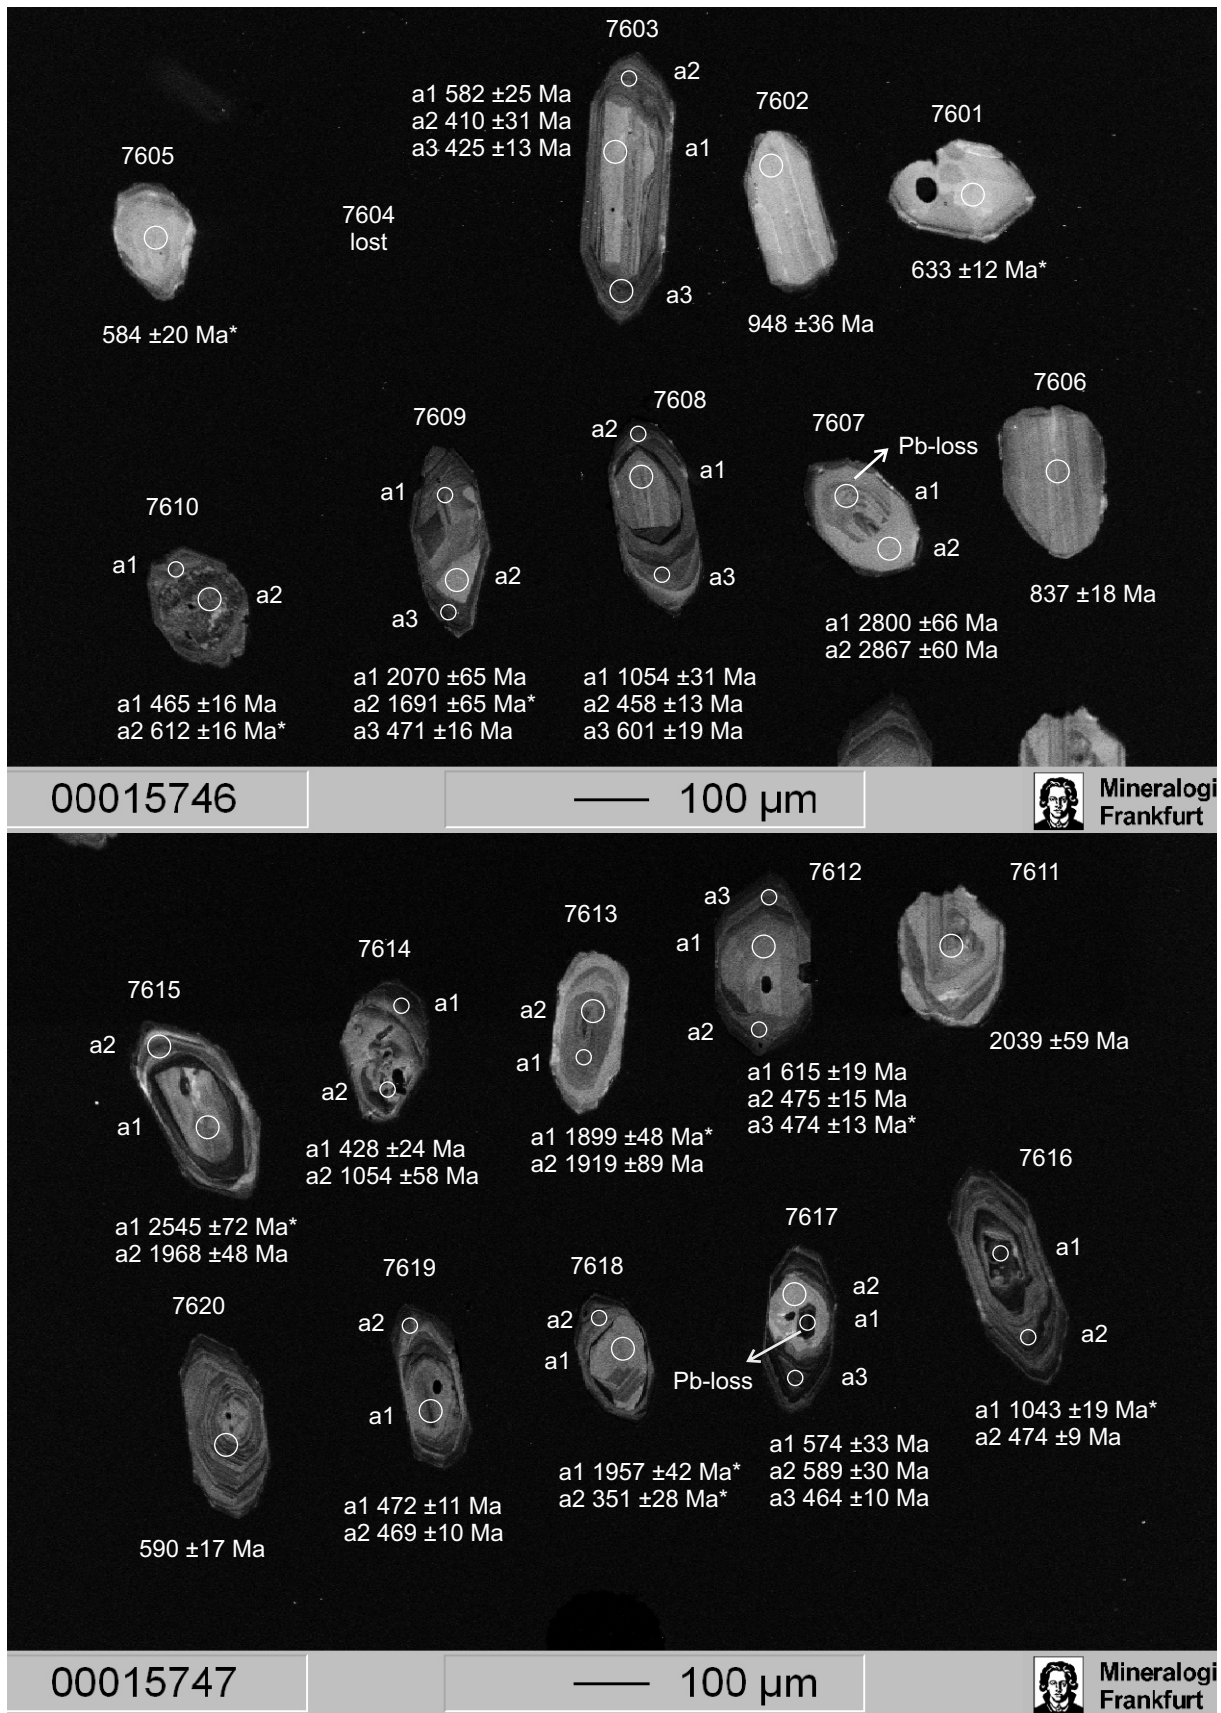 7603
a2
a1 582 ±25 Ma
a2 410 ±31 Ma
a3 425 ±13 Ma
a1
a3
7602
948 ±36 Ma
7601
633 ±12 Ma*
7605
584 ±20 Ma*
7604
lost
7606
837 ±18 Ma
7607
Pb-loss
a1
a2
a1 2800 ±66 Ma
a2 2867 ±60 Ma
7608
a2
a1
a3
a1 1054 ±31 Ma
a2 458 ±13 Ma
a3 601 ±19 Ma
7609
a1
a2
a3
a1 2070 ±65 Ma
a2 1691 ±65 Ma*
a3 471 ±16 Ma
7610
a1
a2
a1 465 ±16 Ma
a2 612 ±16 Ma*
00015746
100 µm
Mineralogi
Frankfurt
7612
a3
a1
a2
a1 615 ±19 Ma
a2 475 ±15 Ma
a3 474 ±13 Ma*
7611
2039 ±59 Ma
7613
a2
a1
a1 1899 ±48 Ma*
a2 1919 ±89 Ma
7614
a1
a2
a1 428 ±24 Ma
a2 1054 ±58 Ma
7615
a2
a1
a1 2545 ±72 Ma*
a2 1968 ±48 Ma
7616
a1
a2
a1 1043 ±19 Ma*
a2 474 ±9 Ma
7617
a2
a1
Pb-loss
a3
a1 574 ±33 Ma
a2 589 ±30 Ma
a3 464 ±10 Ma
7618
a2
a1
a1 1957 ±42 Ma*
a2 351 ±28 Ma*
7619
a2
a1
a1 472 ±11 Ma
a2 469 ±10 Ma
7620
590 ±17 Ma
00015747
100 µm
Mineralogi
Frankfurt